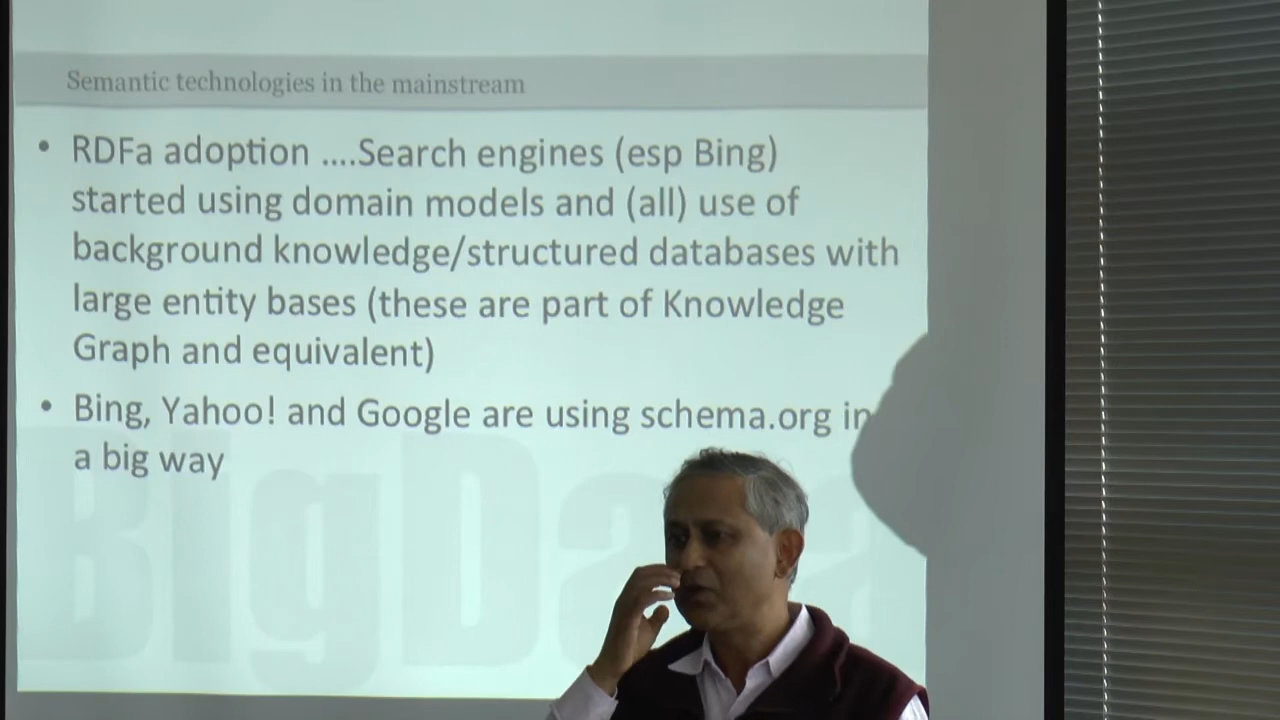 Semantic technologies in the mainstream
• RDFa adoption ....Search engines (esp Bing)
started using domain models and (all) use of
background knowledge/structured databases with
large entity bases (these are part of Knowledge
Graph and equivalent)
• Bing, Yahoo! and Google are using schema.org in
a big way
BigData